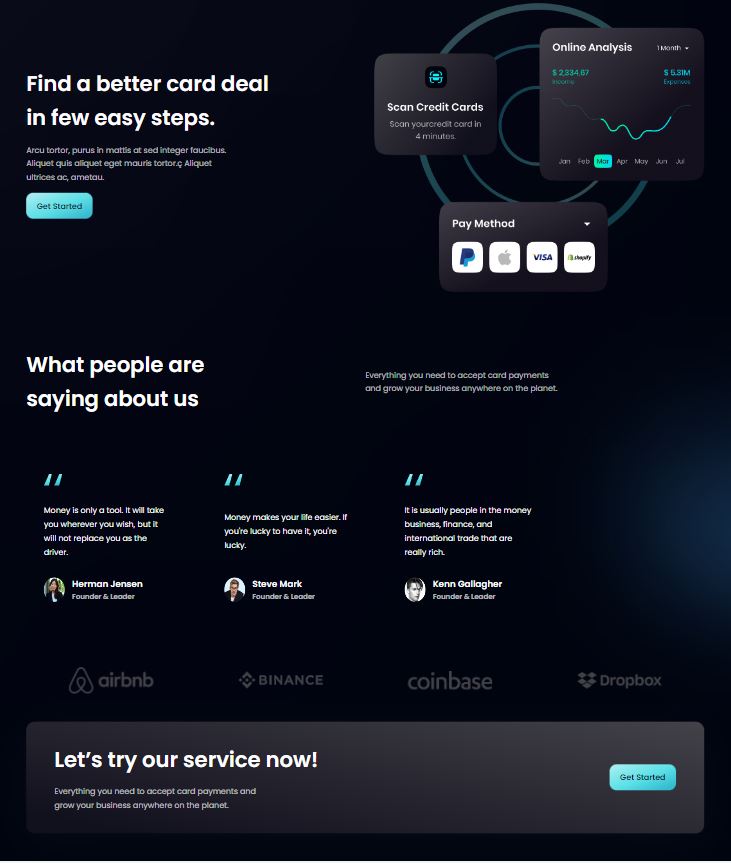 Find a better card deal
in few easy steps.
Arcu tortor, purus in mattis at sed integer faucibus.
Aliquet quis aliquet eget mauris tortor.ç Aliquet
ultrices ac, ametau.
Get Started
Scan Credit Cards
Scan yourcredit card in
4 minutes.
Online Analysis
1 Month
$ 2,334.67
$ 5.31M
Income
Expences
Jan Feb Mar Apr May Jun Jul
Pay Method
VISA
shopify
What people are
saying about us
Everything you need to accept card payments
and grow your business anywhere on the planet.
Money is only a tool. It will take
you wherever you wish, but it
will not replace you as the
driver.
Herman Jensen
Founder & Leader
Money makes your life easier. If
you're lucky to have it, you're
lucky.
Steve Mark
Founder & Leader
It is usually people in the money
business, finance, and
international trade that are
really rich.
Kenn Gallagher
Founder & Leader
airbnb
BINANCE
coinbase
Dropbox
Let's try our service now!
Everything you need to accept card payments and
grow your business anywhere on the planet.
Get Started